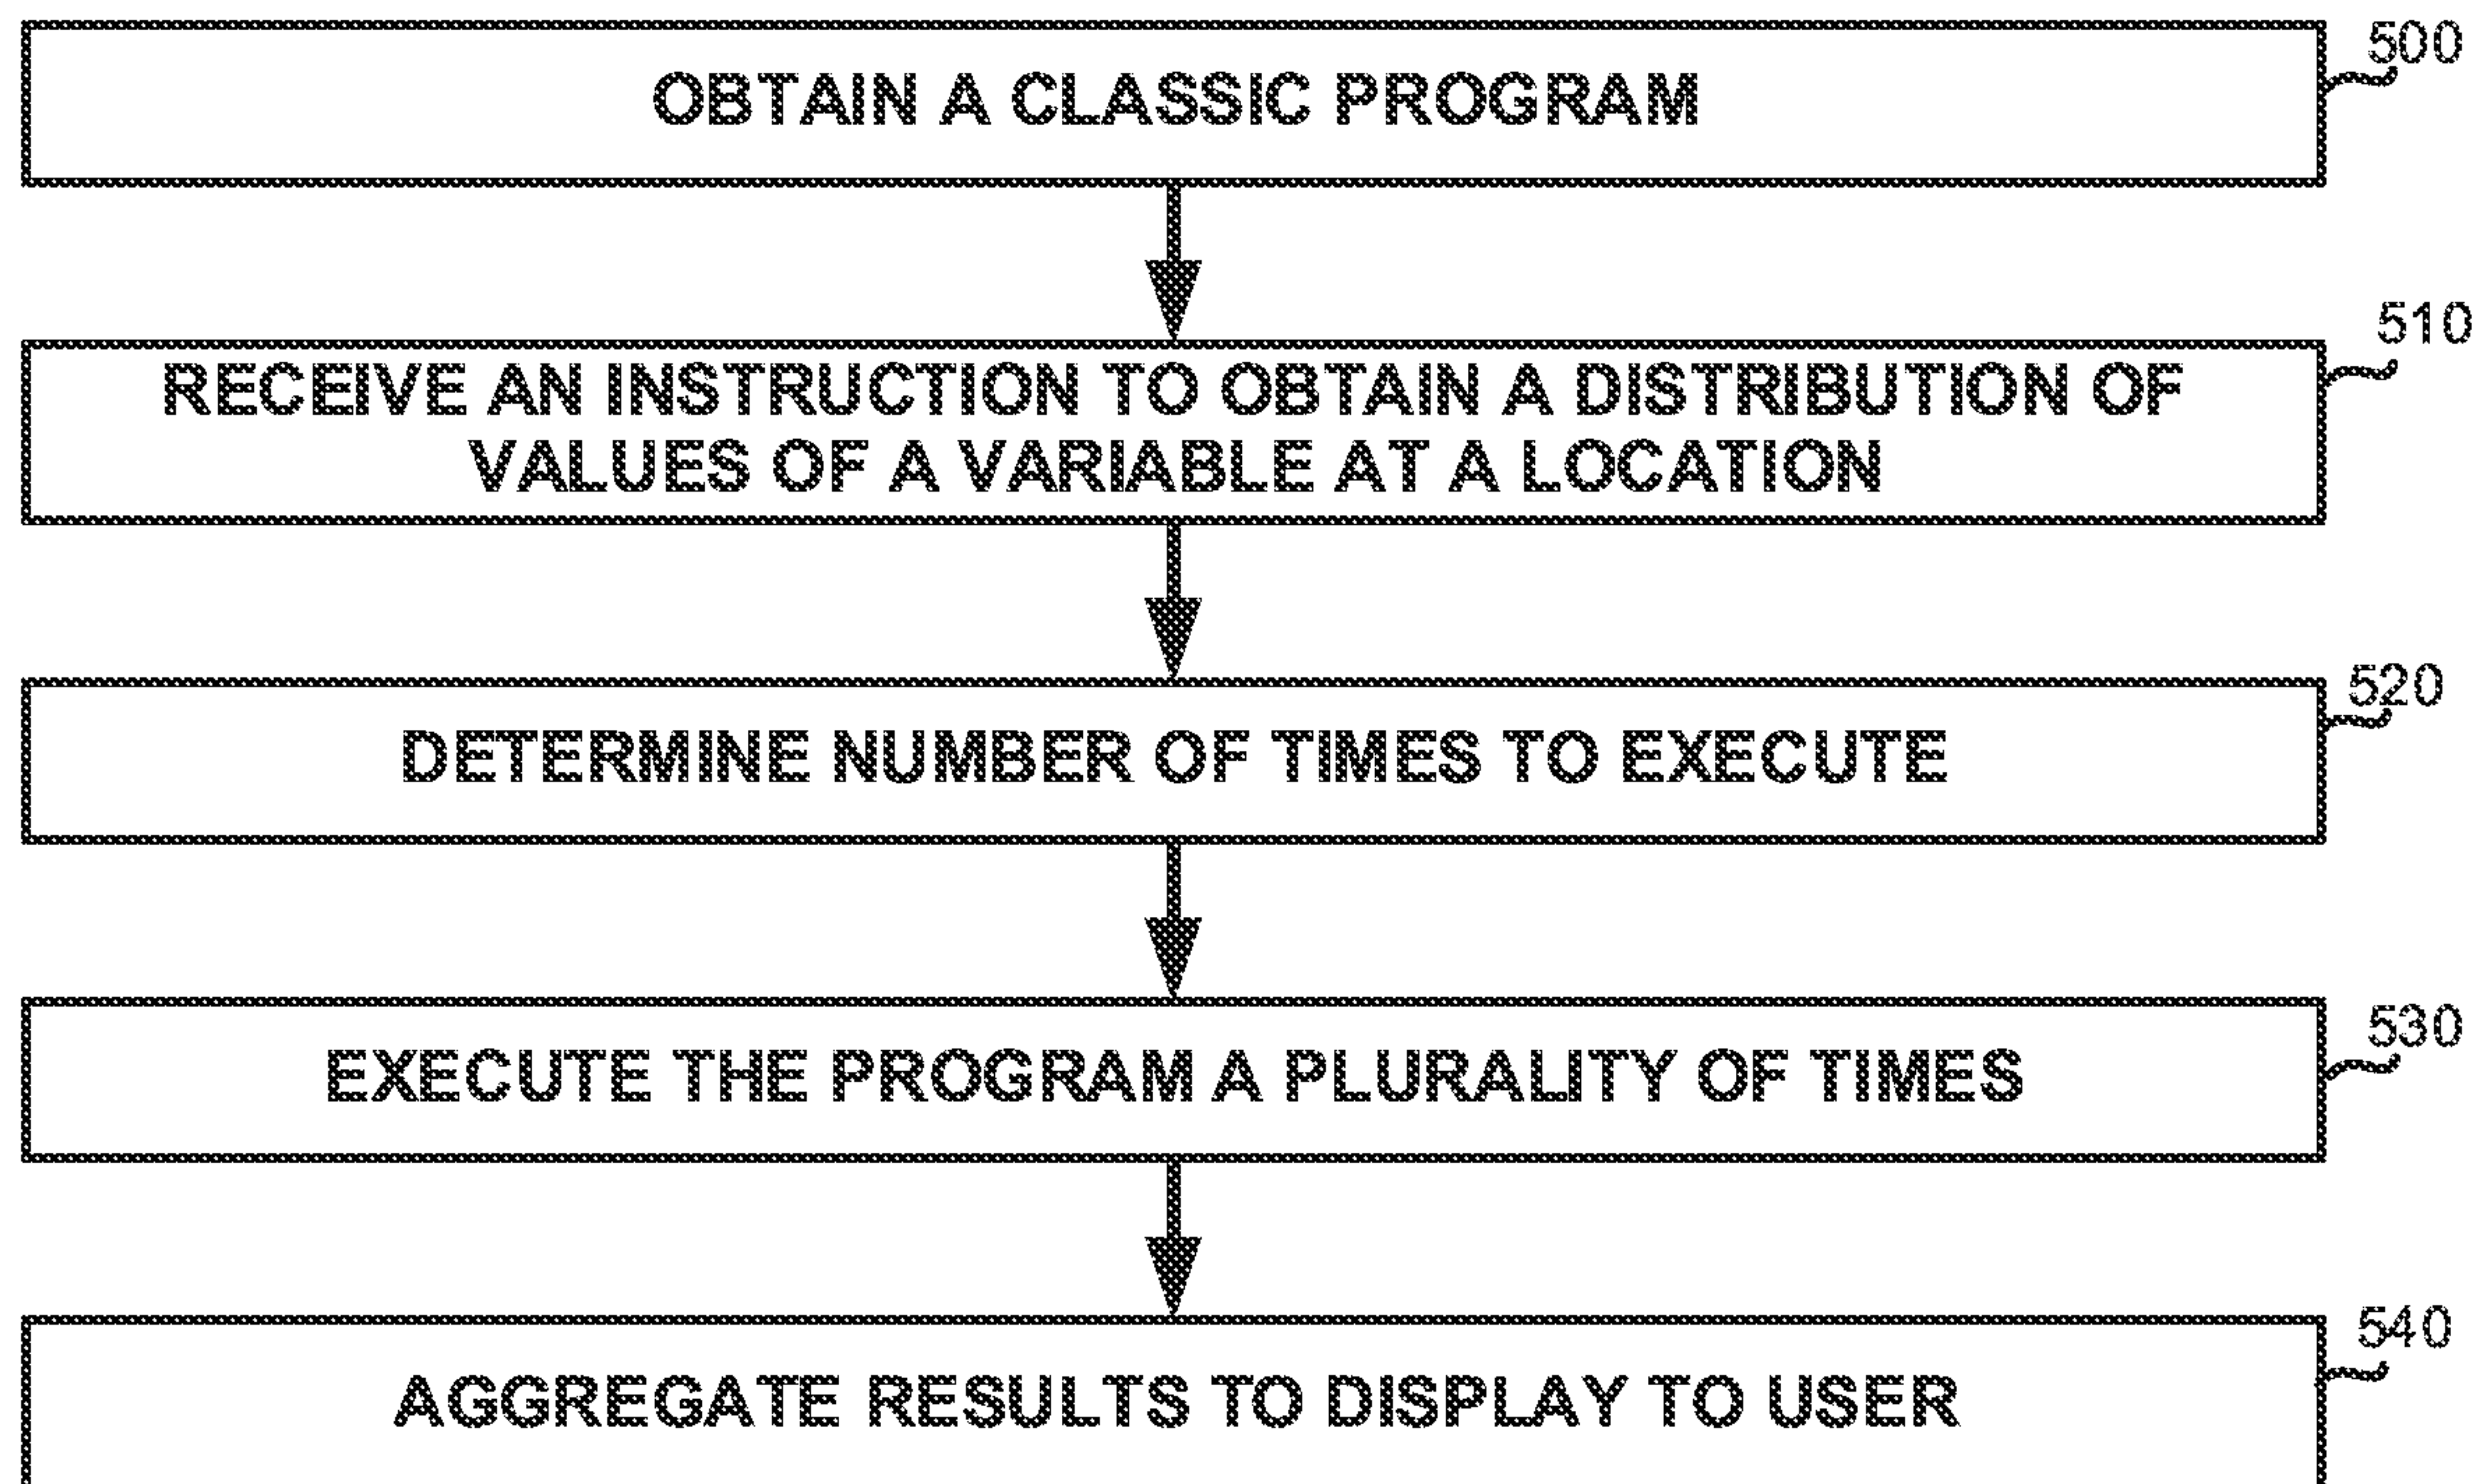 500
OBTAIN A CLASSIC PROGRAM
510
RECEIVE AN INSTRUCTION TO OBTAIN A DISTRIBUTION OF
VALUES OF A VARIABLE AT A LOCATION
520
DETERMINE NUMBER OF TIMES TO EXECUTE
530
EXECUTE THE PROGRAM A PLURALITY OF TIMES
540
AGGREGATE RESULTS TO DISPLAY TO USER